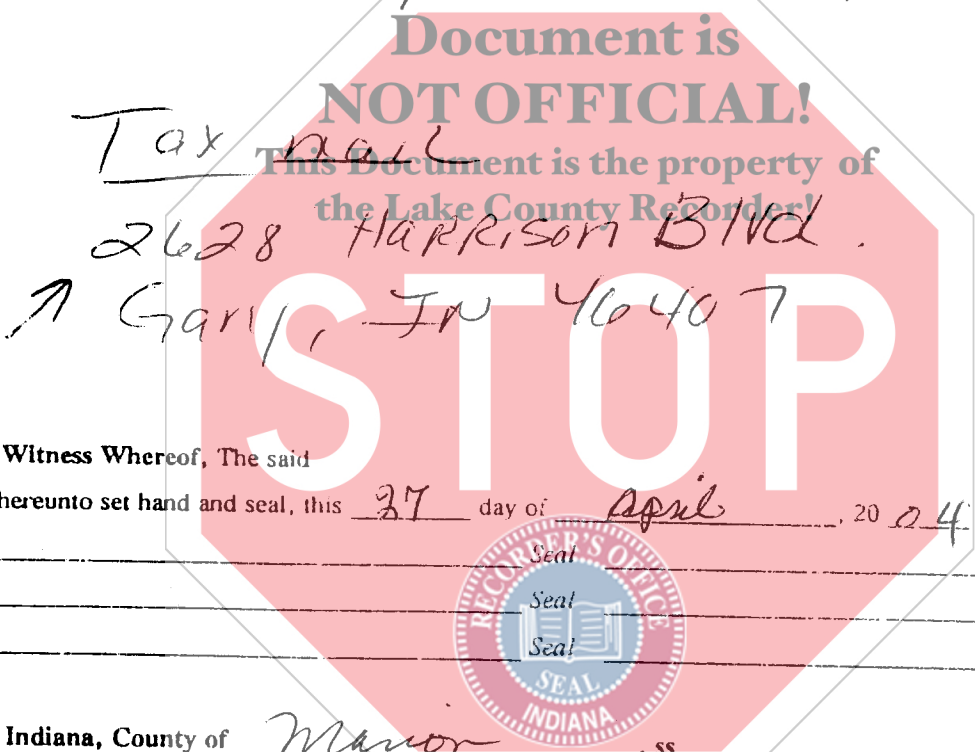 Document is
NOT OFFICIAL!
This Document is the property of
the Lake County Recorder!
STOP
Tax mail
2628 HARRISON Blvd.
Gary, IN 46407
Witness Whereof, The said
hereunto set hand and seal, this 27 day of April, 20 04
Seal
Seal
Seal
RECORDER'S OFFICE
SEAL
INDIANA
Indiana, County of Marion, ss